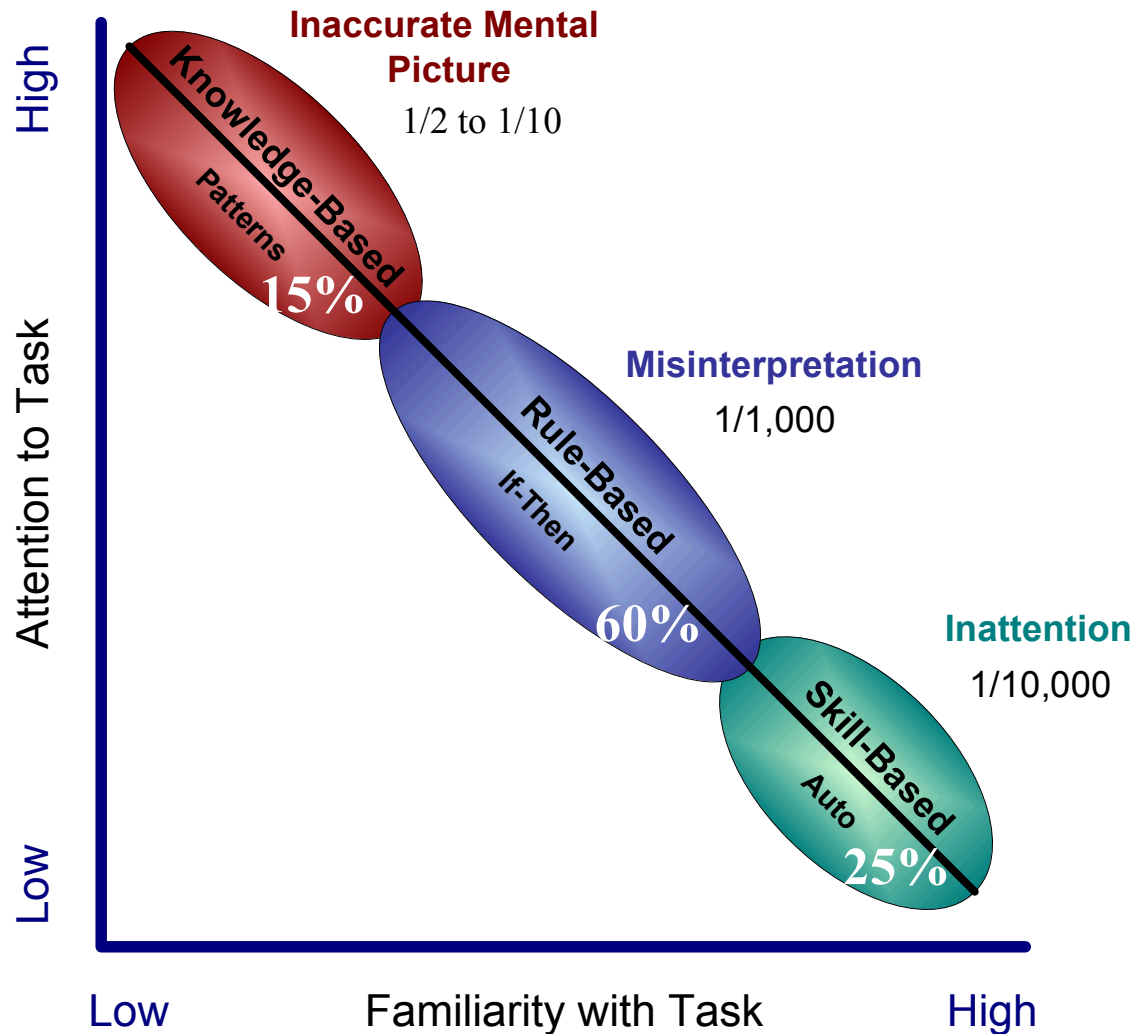 Inaccurate Mental
Picture
1/2 to 1/10
High
Knowledge-Based
Patterns
15%
Misinterpretation
1/1,000
Rule-Based
If-Then
60%
Attention to Task
Inattention
1/10,000
Skill-Based
Auto
25%
Low
Low
Familiarity with Task
High